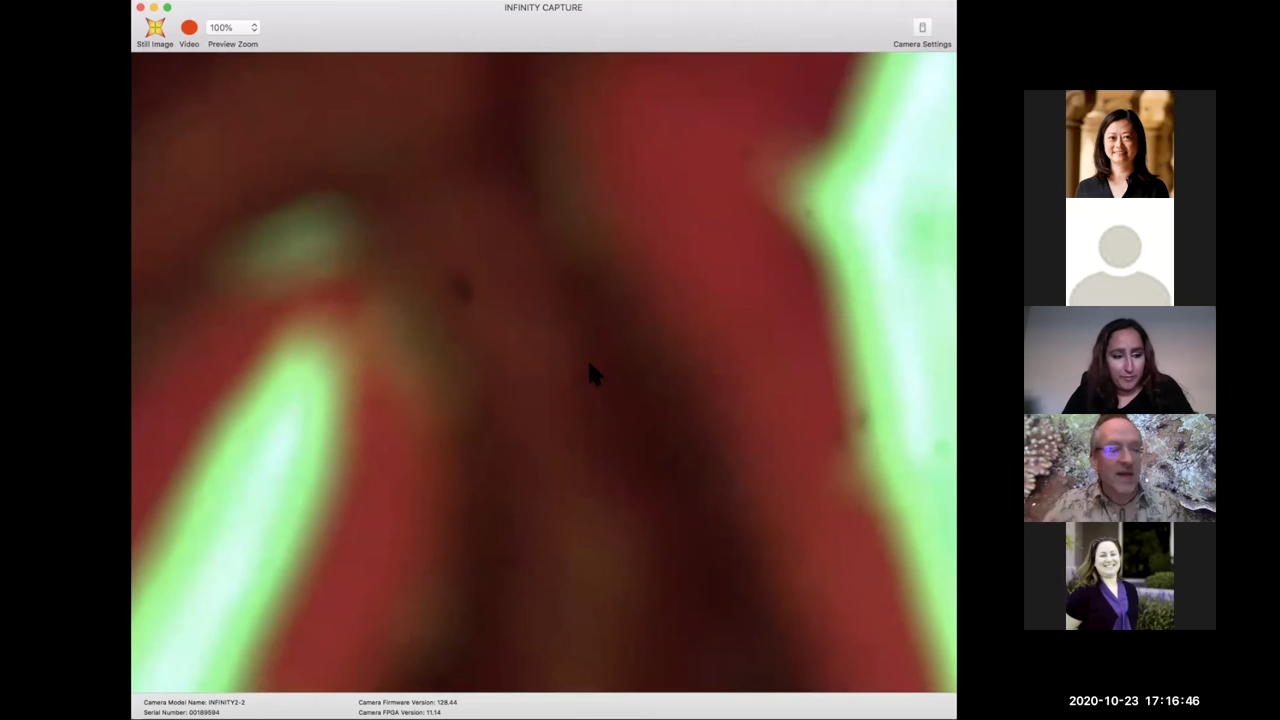 INFINITY CAPTURE
100%
Still Image Video Preview Zoom Camera Settings
Camera Model Name: INFINITY2-2 Camera Firmware Version: 128.44
Serial Number: 00189594 Camera FPGA Version: 11.14
2020-10-23 17:16:46